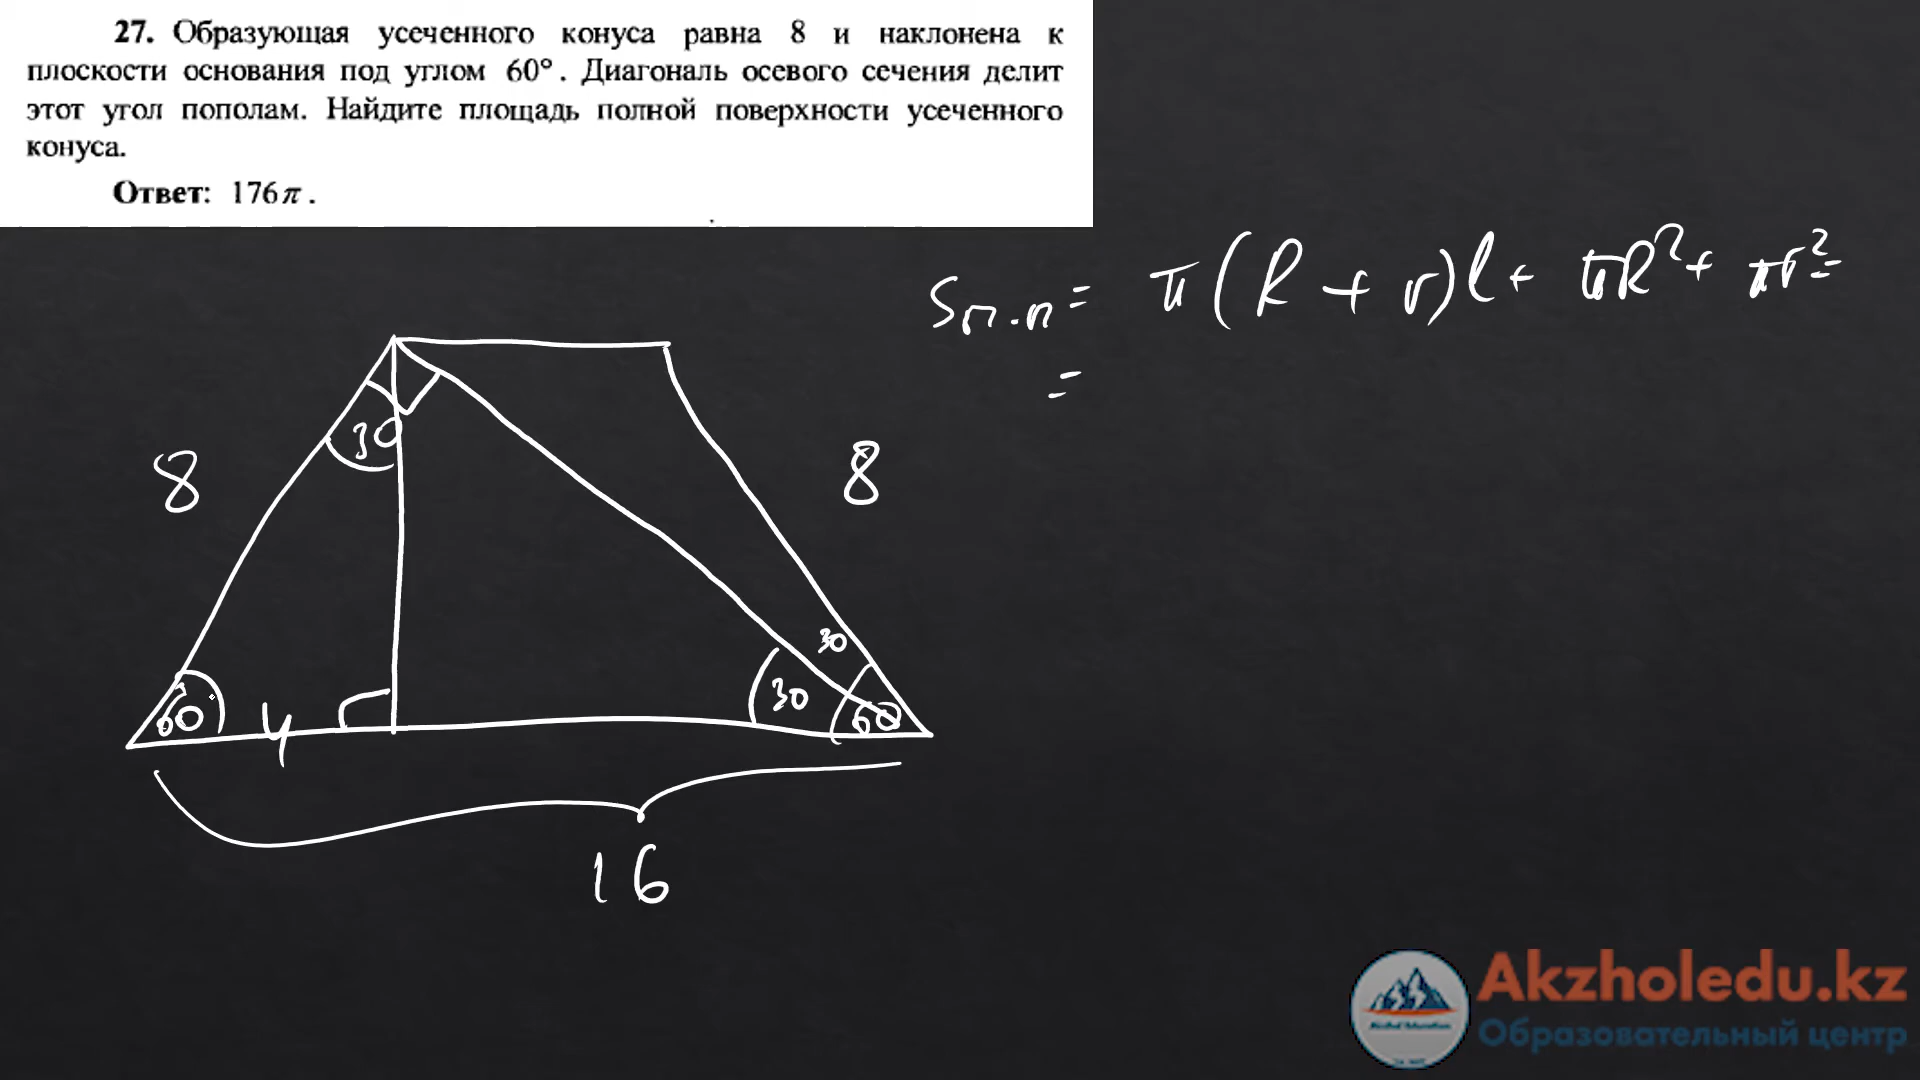 27. Образующая усеченного конуса равна 8 и наклонена к
плоскости основания под углом 60°. Диагональ осевого сечения делит
этот угол пополам. Найдите площадь полной поверхности усеченного
конуса.
Ответ: 176π.
Sп.п = π(R + r)l + πR² + πr² =
=
30
8
8
30
60
4
30
60
16
Akzholedu.kz
Образовательный центр